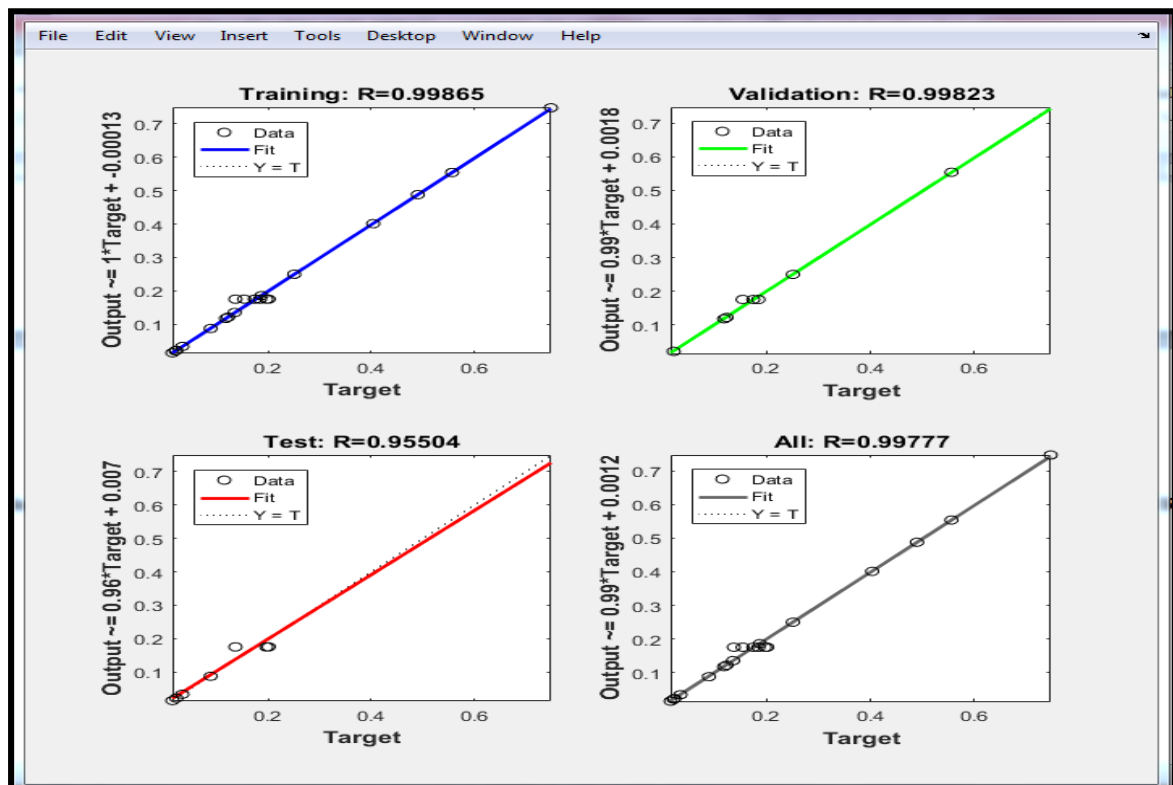 File Edit View Insert Tools Desktop Window Help
Training: R=0.99865
Output ~= 1*Target + -0.00013
0.7
0.6
0.5
0.4
0.3
0.2
0.1
Data
Fit
Y = T
0.2 0.4 0.6
Target
Validation: R=0.99823
Output ~= 0.99*Target + 0.0018
0.7
0.6
0.5
0.4
0.3
0.2
0.1
Data
Fit
Y = T
0.2 0.4 0.6
Target
Test: R=0.95504
Output ~= 0.96*Target + 0.007
0.7
0.6
0.5
0.4
0.3
0.2
0.1
Data
Fit
Y = T
0.2 0.4 0.6
Target
All: R=0.99777
Output ~= 0.99*Target + 0.0012
0.7
0.6
0.5
0.4
0.3
0.2
0.1
Data
Fit
Y = T
0.2 0.4 0.6
Target